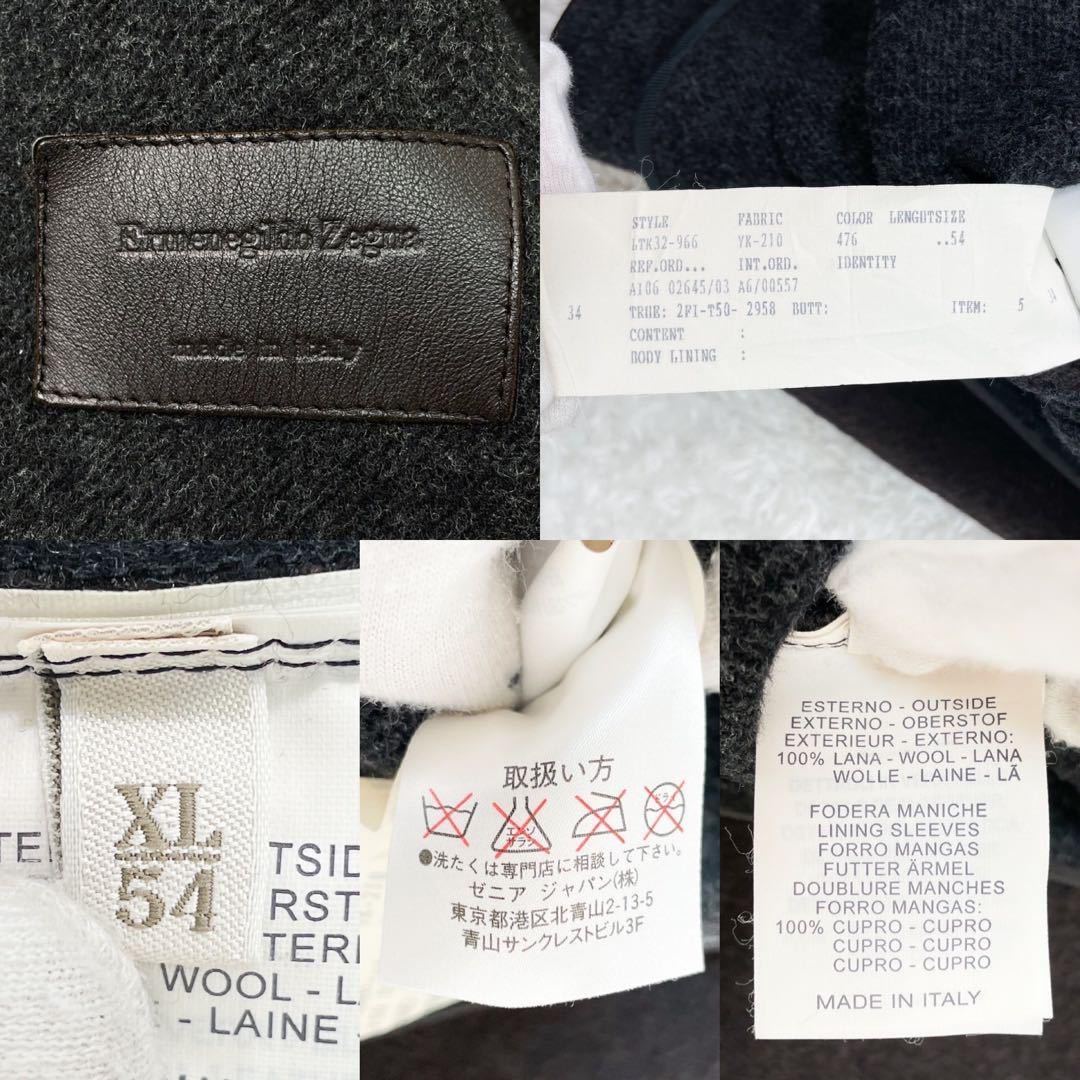 Ermenegildo Zegna
made in italy
STYLE FABRIC COLOR LENGHTSIZE
LTK32-966 YK-210 476 ..54
REF.ORD... INT.ORD. IDENTITY
AI06 02645/03 A6/00557
34 TRUE: 2FI-T50- 2958 BUTT: ITEM: 5 34
CONTENT :
BODY LINING :
XL
54
TSID
RST
TERI
WOOL - L
- LAINE -
取扱い方
エンソ
サラシ
ドライ
●洗たくは専門店に相談して下さい。
ゼニア ジャパン(株)
東京都港区北青山2-13-5
青山サンクレストビル3F
ESTERNO - OUTSIDE
EXTERNO - OBERSTOF
EXTERIEUR - EXTERNO:
100% LANA - WOOL - LANA
WOLLE - LAINE - LÃ
FODERA MANICHE
LINING SLEEVES
FORRO MANGAS
FUTTER ÄRMEL
DOUBLURE MANCHES
FORRO MANGAS:
100% CUPRO - CUPRO
CUPRO - CUPRO
CUPRO - CUPRO
MADE IN ITALY